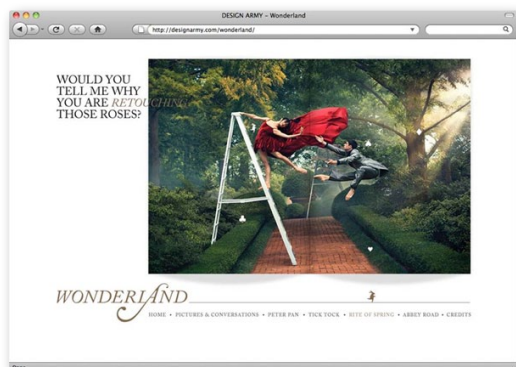 DESIGN ARMY – Wonderland
http://designarmy.com/wonderland/
WOULD YOU
TELL ME WHY
YOU ARE RETOUCHING
THOSE ROSES?
WONDERLAND
HOME • PICTURES & CONVERSATIONS • PETER PAN • TICK TOCK • RITE OF SPRING • ABBEY ROAD • CREDITS
Done